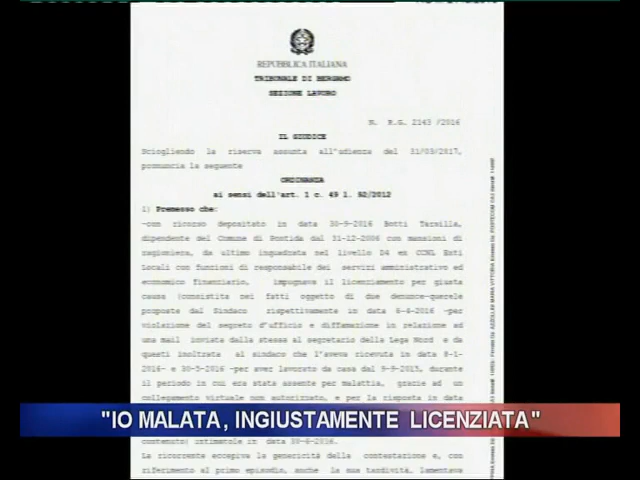 REPUBBLICA ITALIANA
TRIBUNALE DI BERGAMO
SEZIONE LAVORO
N. R.G. 2143 /2016
IL GIUDICE
Sciogliendo la riserva assunta all'udienza del 31/03/2017,
pronuncia la seguente
ORDINANZA
ai sensi dell'art. 1 c. 49 l. 92/2012
1) Premesso che:
-con ricorso depositato in data 30-9-2016 Botti Tersilla,
dipendente del Comune di Pontida dal 31-12-2006 con mansioni di
ragioniera, da ultimo inquadrata nel livello D4 ex CCNL Enti
Locali con funzioni di responsabile dei servizi amministrativo ed
economico finanziario, impugnava il licenziamento per giusta
causa (consistita nei fatti oggetto di due denunce-querele
proposte dal Sindaco rispettivamente in data 6-4-2016 -per
violazione del segreto d'ufficio e diffamazione in relazione ad
una mail inviata dalla stessa al segretario della Lega Nord e da
questi inoltrata al sindaco che l'aveva ricevuta in data 8-1-
2016- e 30-5-2016 -per aver lavorato da casa dal 9-9-2015, durante
il periodo in cui era stata assente per malattia, grazie ad un
collegamento virtuale non autorizzato, e per la risposta in data
"IO MALATA, INGIUSTAMENTE LICENZIATA"
contenuto) intimatole in data 30-8-2016.
La ricorrente eccepiva la genericità della contestazione e, con
riferimento al primo episodio, anche la sua tardività, lamentava